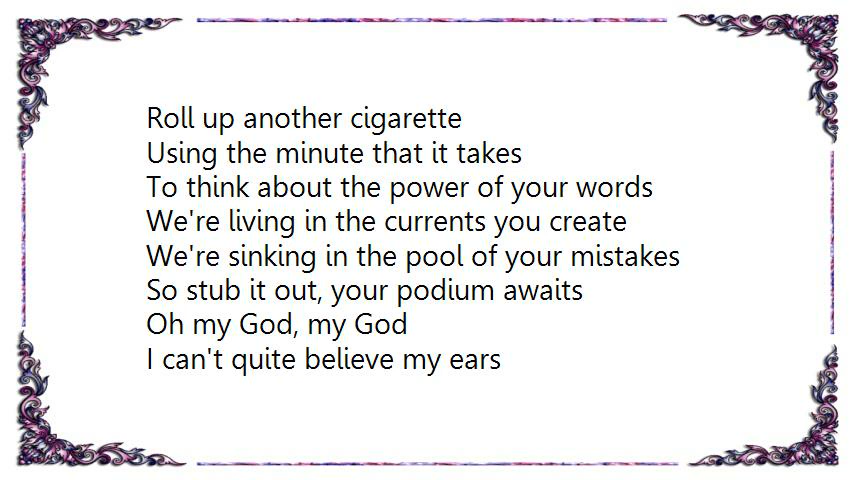 Roll up another cigarette
Using the minute that it takes
To think about the power of your words
We're living in the currents you create
We're sinking in the pool of your mistakes
So stub it out, your podium awaits
Oh my God, my God
I can't quite believe my ears